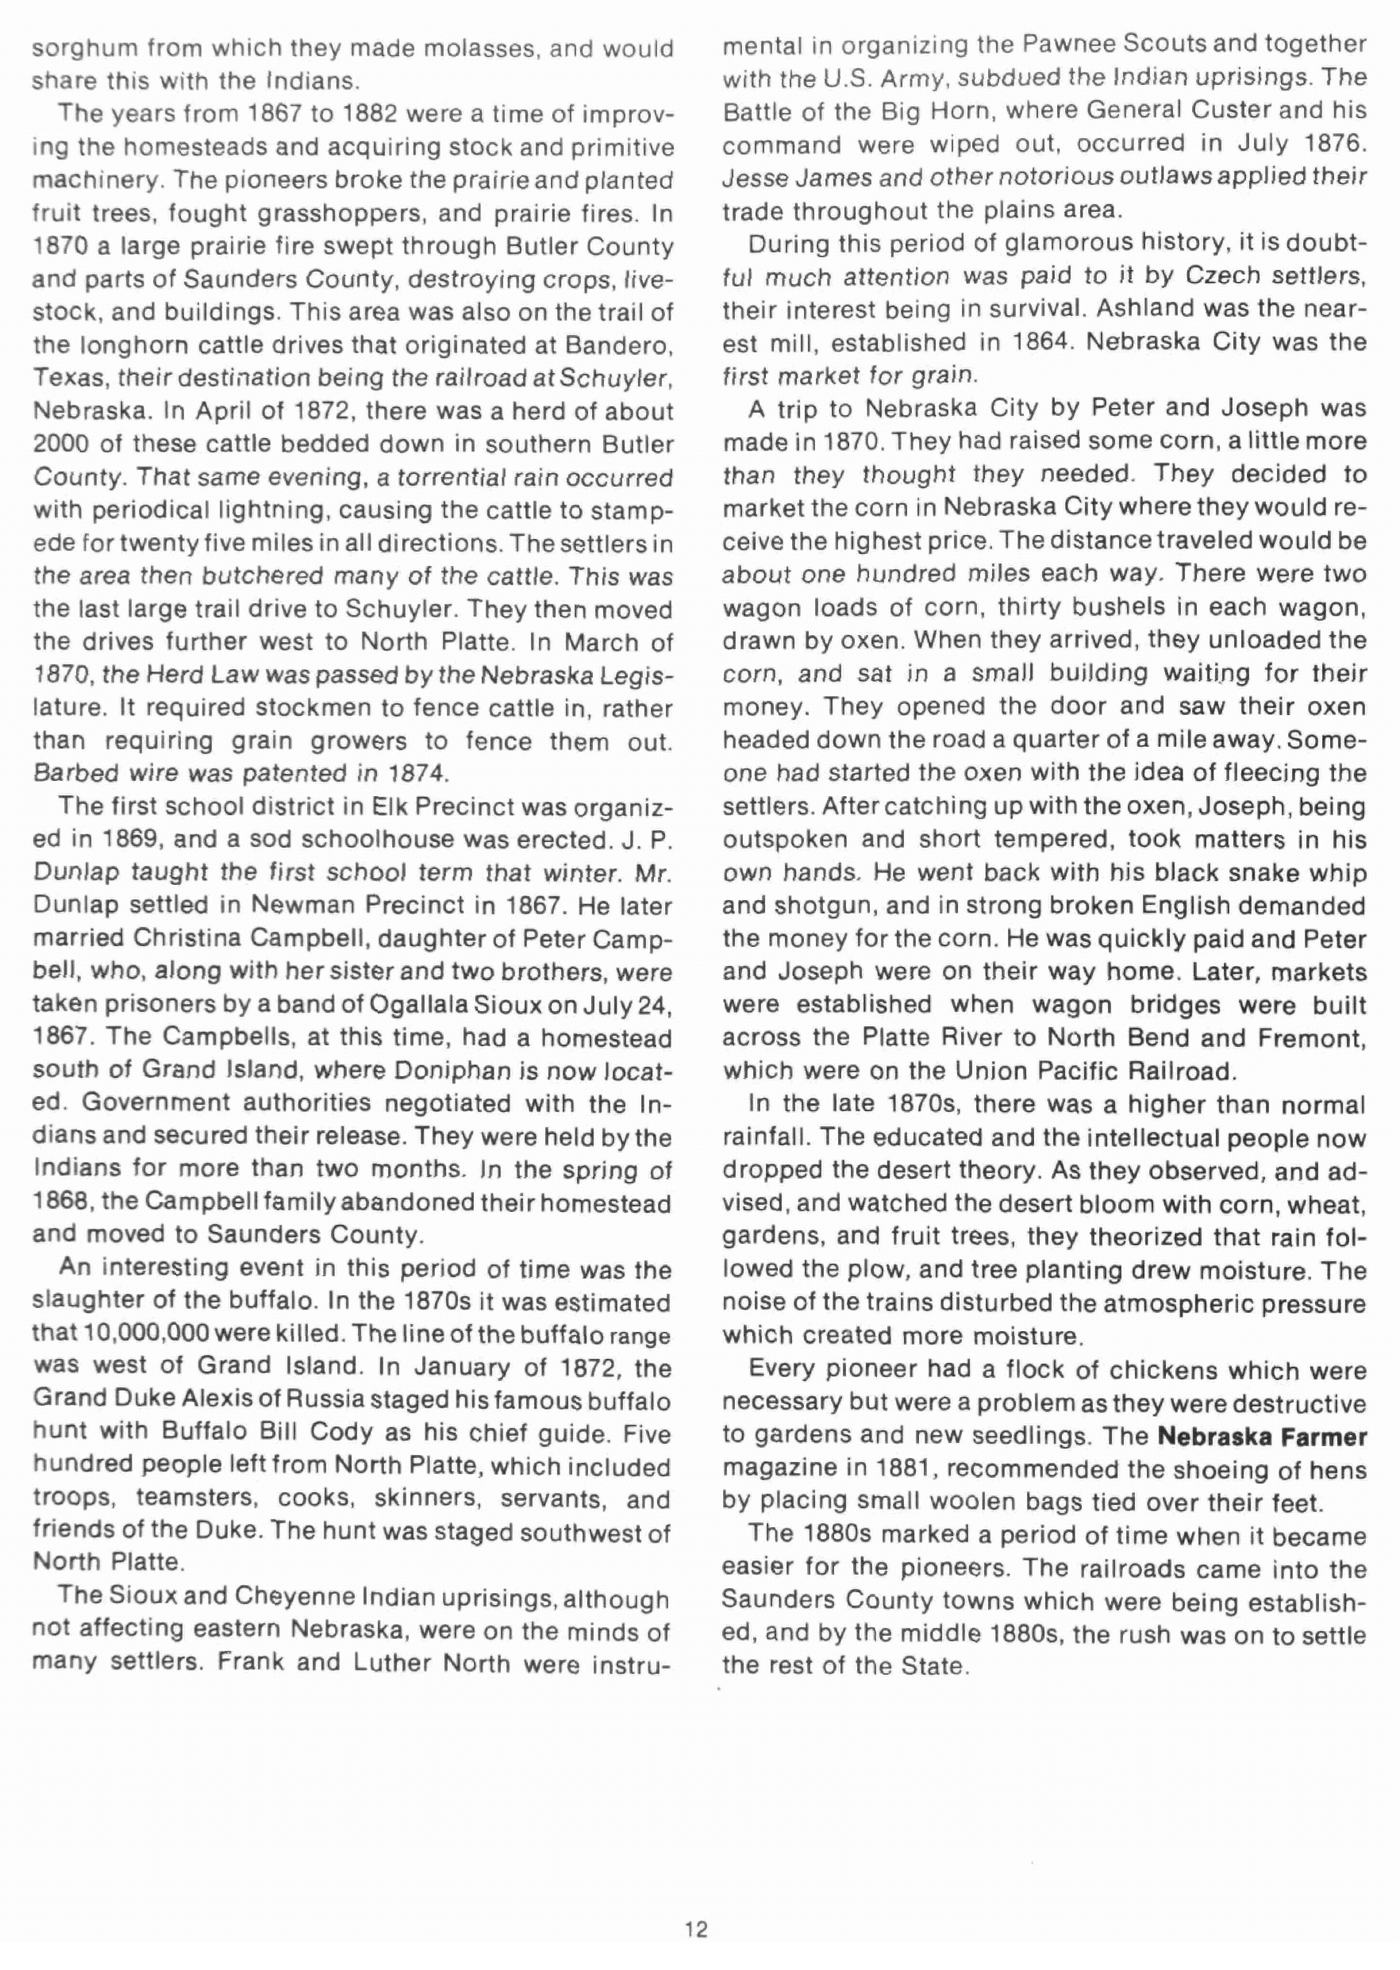 sorghum from which they made molasses, and would
share this with the Indians.
The years from 1867 to 1882 were a time of improv-
ing the homesteads and acquiring stock and primitive
machinery. The pioneers broke the prairie and planted
fruit trees, fought grasshoppers, and prairie fires. In
1870 a large prairie fire swept through Butler County
and parts of Saunders County, destroying crops, live-
stock, and buildings. This area was also on the trail of
the longhorn cattle drives that originated at Bandero,
Texas, their destination being the railroad at Schuyler,
Nebraska. In April of 1872, there was a herd of about
2000 of these cattle bedded down in southern Butler
County. That same evening, a torrential rain occurred
with periodical lightning, causing the cattle to stamp-
ede for twenty five miles in all directions. The settlers in
the area then butchered many of the cattle. This was
the last large trail drive to Schuyler. They then moved
the drives further west to North Platte. In March of
1870, the Herd Law was passed by the Nebraska Legis-
lature. It required stockmen to fence cattle in, rather
than requiring grain growers to fence them out.
Barbed wire was patented in 1874.
The first school district in Elk Precinct was organiz-
ed in 1869, and a sod schoolhouse was erected. J. P.
Dunlap taught the first school term that winter. Mr.
Dunlap settled in Newman Precinct in 1867. He later
married Christina Campbell, daughter of Peter Camp-
bell, who, along with her sister and two brothers, were
taken prisoners by a band of Ogallala Sioux on July 24,
1867. The Campbells, at this time, had a homestead
south of Grand Island, where Doniphan is now locat-
ed. Government authorities negotiated with the In-
dians and secured their release. They were held by the
Indians for more than two months. In the spring of
1868, the Campbell family abandoned their homestead
and moved to Saunders County.
An interesting event in this period of time was the
slaughter of the buffalo. In the 1870s it was estimated
that 10,000,000 were killed. The line of the buffalo range
was west of Grand Island. In January of 1872, the
Grand Duke Alexis of Russia staged his famous buffalo
hunt with Buffalo Bill Cody as his chief guide. Five
hundred people left from North Platte, which included
troops, teamsters, cooks, skinners, servants, and
friends of the Duke. The hunt was staged southwest of
North Platte.
The Sioux and Cheyenne Indian uprisings, although
not affecting eastern Nebraska, were on the minds of
many settlers. Frank and Luther North were instru-
mental in organizing the Pawnee Scouts and together
with the U.S. Army, subdued the Indian uprisings. The
Battle of the Big Horn, where General Custer and his
command were wiped out, occurred in July 1876.
Jesse James and other notorious outlaws applied their
trade throughout the plains area.
During this period of glamorous history, it is doubt-
ful much attention was paid to it by Czech settlers,
their interest being in survival. Ashland was the near-
est mill, established in 1864. Nebraska City was the
first market for grain.
A trip to Nebraska City by Peter and Joseph was
made in 1870. They had raised some corn, a little more
than they thought they needed. They decided to
market the corn in Nebraska City where they would re-
ceive the highest price. The distance traveled would be
about one hundred miles each way. There were two
wagon loads of corn, thirty bushels in each wagon,
drawn by oxen. When they arrived, they unloaded the
corn, and sat in a small building waiting for their
money. They opened the door and saw their oxen
headed down the road a quarter of a mile away. Some-
one had started the oxen with the idea of fleecing the
settlers. After catching up with the oxen, Joseph, being
outspoken and short tempered, took matters in his
own hands. He went back with his black snake whip
and shotgun, and in strong broken English demanded
the money for the corn. He was quickly paid and Peter
and Joseph were on their way home. Later, markets
were established when wagon bridges were built
across the Platte River to North Bend and Fremont,
which were on the Union Pacific Railroad.
In the late 1870s, there was a higher than normal
rainfall. The educated and the intellectual people now
dropped the desert theory. As they observed, and ad-
vised, and watched the desert bloom with corn, wheat,
gardens, and fruit trees, they theorized that rain fol-
lowed the plow, and tree planting drew moisture. The
noise of the trains disturbed the atmospheric pressure
which created more moisture.
Every pioneer had a flock of chickens which were
necessary but were a problem as they were destructive
to gardens and new seedlings. The Nebraska Farmer
magazine in 1881, recommended the shoeing of hens
by placing small woolen bags tied over their feet.
The 1880s marked a period of time when it became
easier for the pioneers. The railroads came into the
Saunders County towns which were being establish-
ed, and by the middle 1880s, the rush was on to settle
the rest of the State.
12